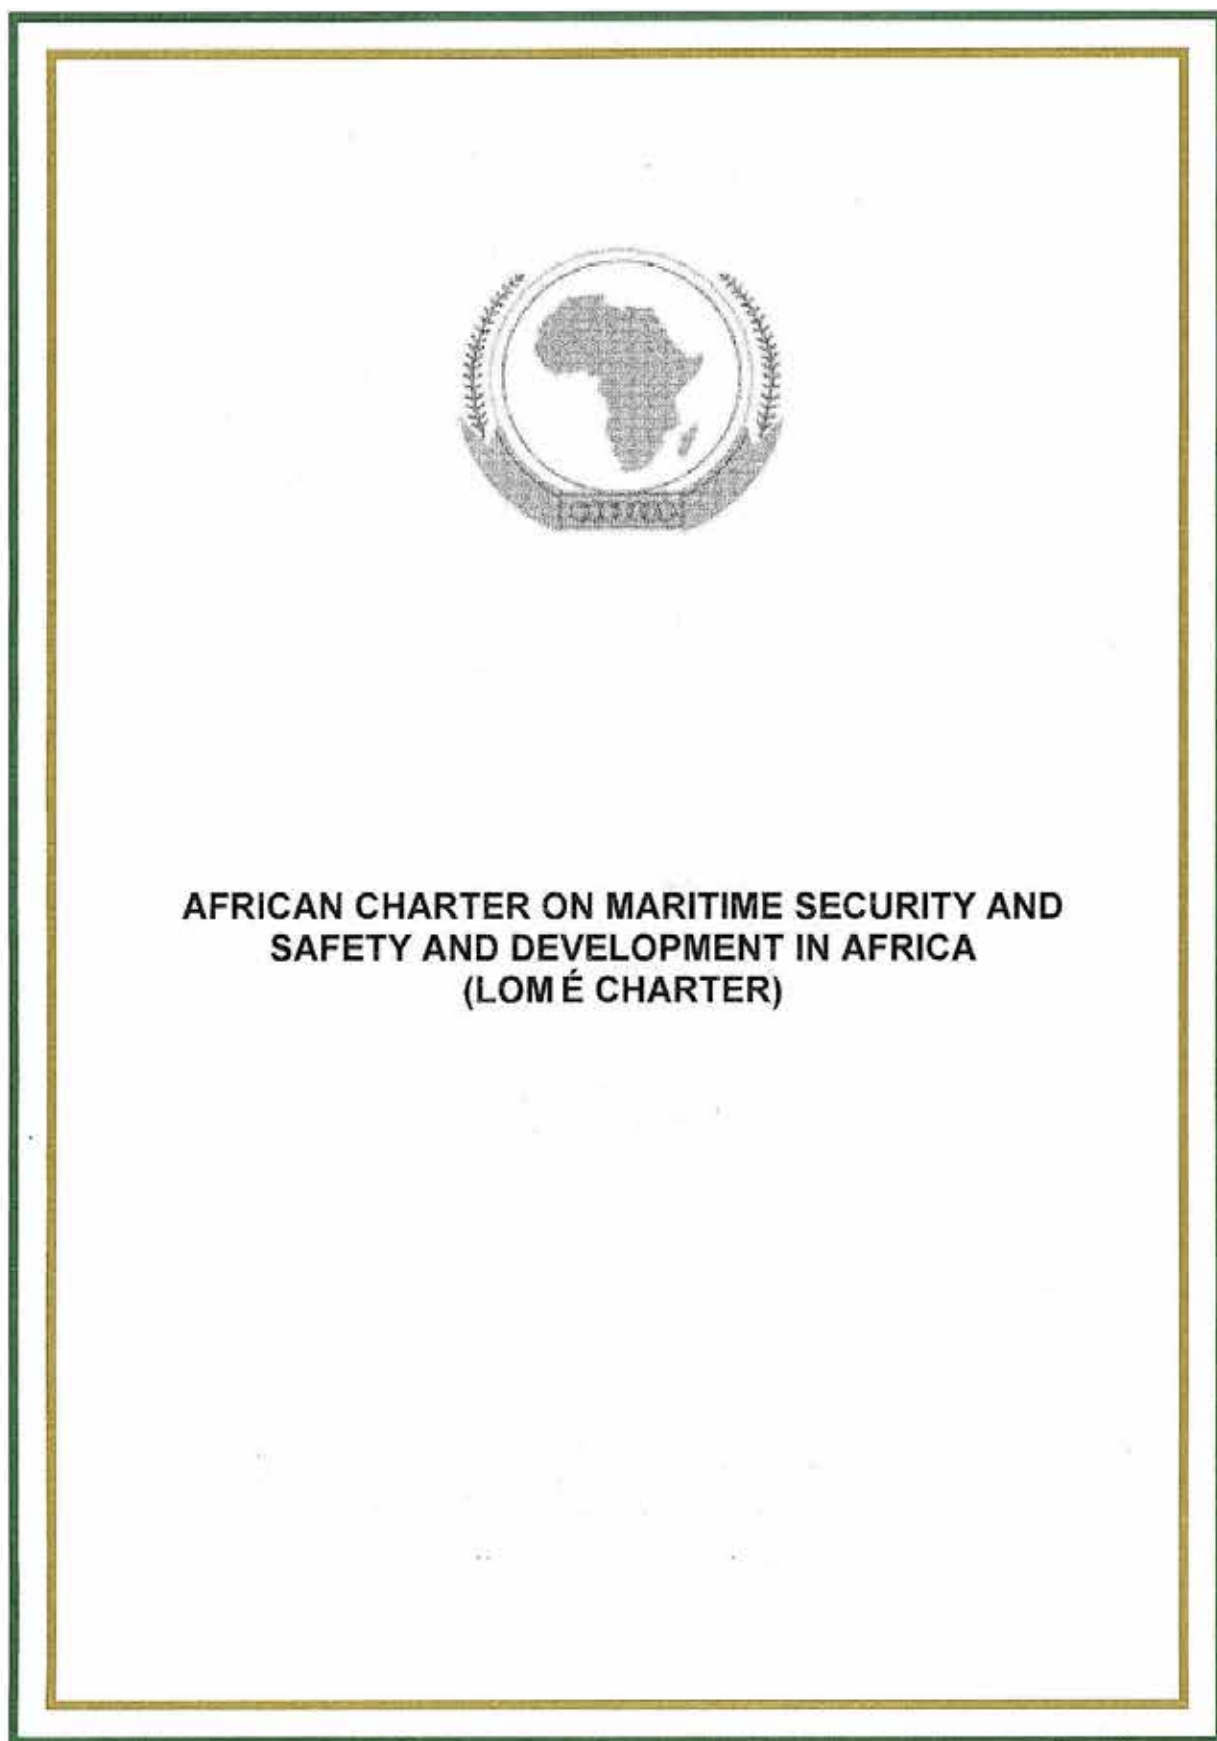 AFRICAN CHARTER ON MARITIME SECURITY AND
SAFETY AND DEVELOPMENT IN AFRICA
(LOMÉ CHARTER)